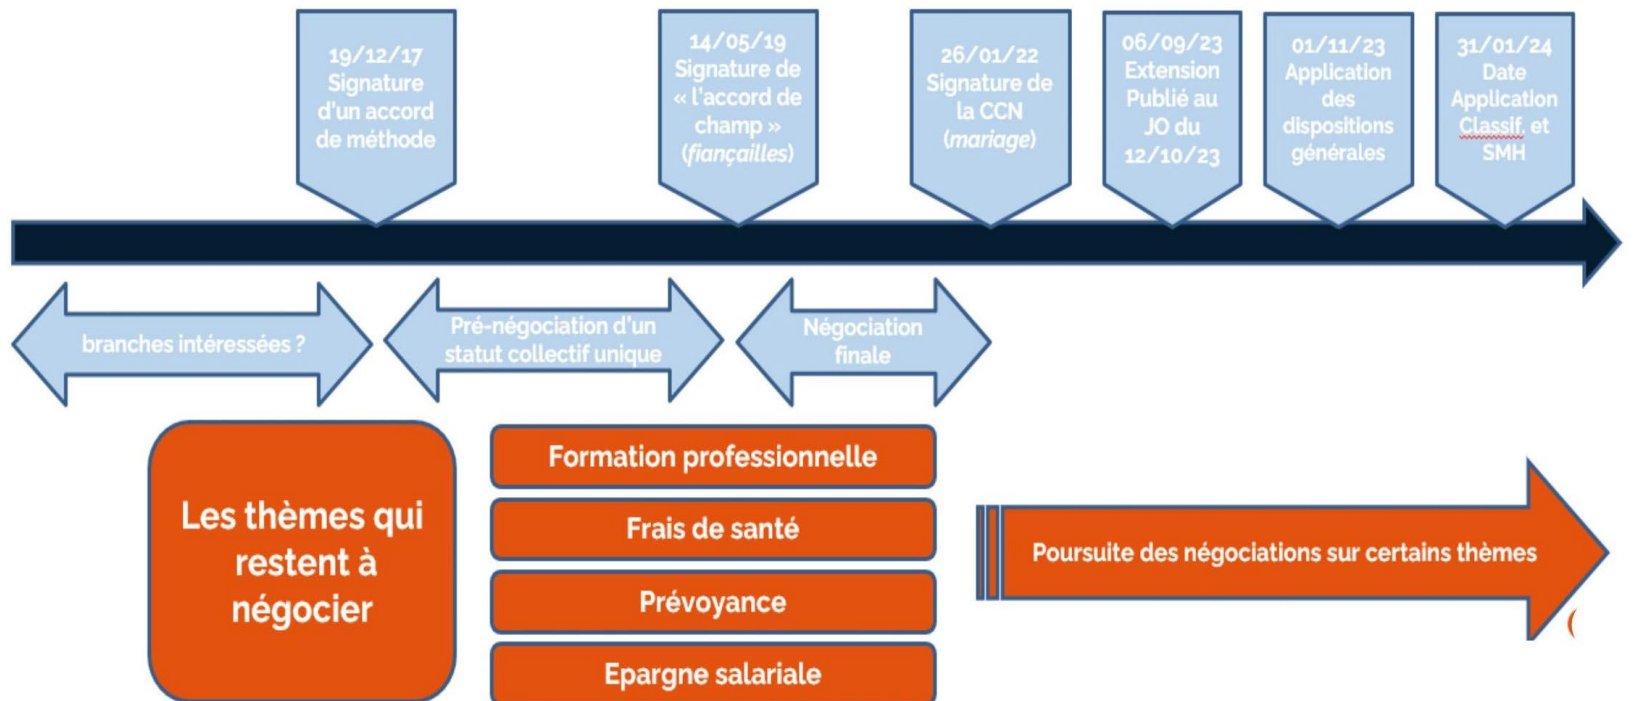 19/12/17
Signature
d'un accord
de méthode
14/05/19
Signature de
« l'accord de
champ »
(fiançailles)
26/01/22
Signature de
la CCN
(mariage)
06/09/23
Extension
Publié au
JO du
12/10/23
01/11/23
Application
des
dispositions
générales
31/01/24
Date
Application
Classif. et
SMH
branches intéressées ?
Pré-négociation d'un
statut collectif unique
Négociation
finale
Les thèmes qui
restent à
négocier
Formation professionnelle
Frais de santé
Prévoyance
Epargne salariale
Poursuite des négociations sur certains thèmes